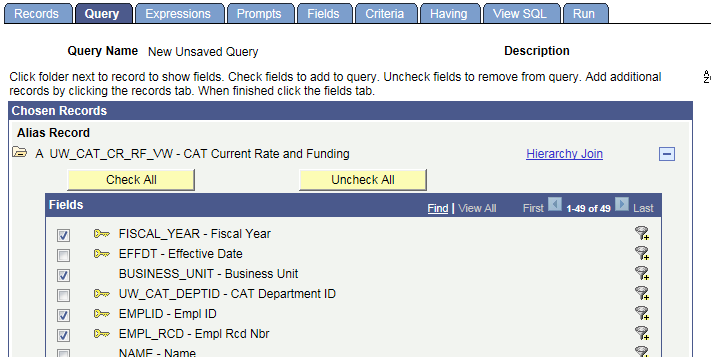 Records Query Expressions Prompts Fields Criteria Having View SQL Run
Query Name New Unsaved Query Description
Click folder next to record to show fields. Check fields to add to query. Uncheck fields to remove from query. Add additional
records by clicking the records tab. When finished click the fields tab.
Chosen Records
Alias Record
A UW_CAT_CR_RF_VW - CAT Current Rate and Funding Hierarchy Join
Check All Uncheck All
Fields Find | View All First 1-49 of 49 Last
FISCAL_YEAR - Fiscal Year
EFFDT - Effective Date
BUSINESS_UNIT - Business Unit
UW_CAT_DEPTID - CAT Department ID
EMPLID - Empl ID
EMPL_RCD - Empl Rcd Nbr
NAME - Name